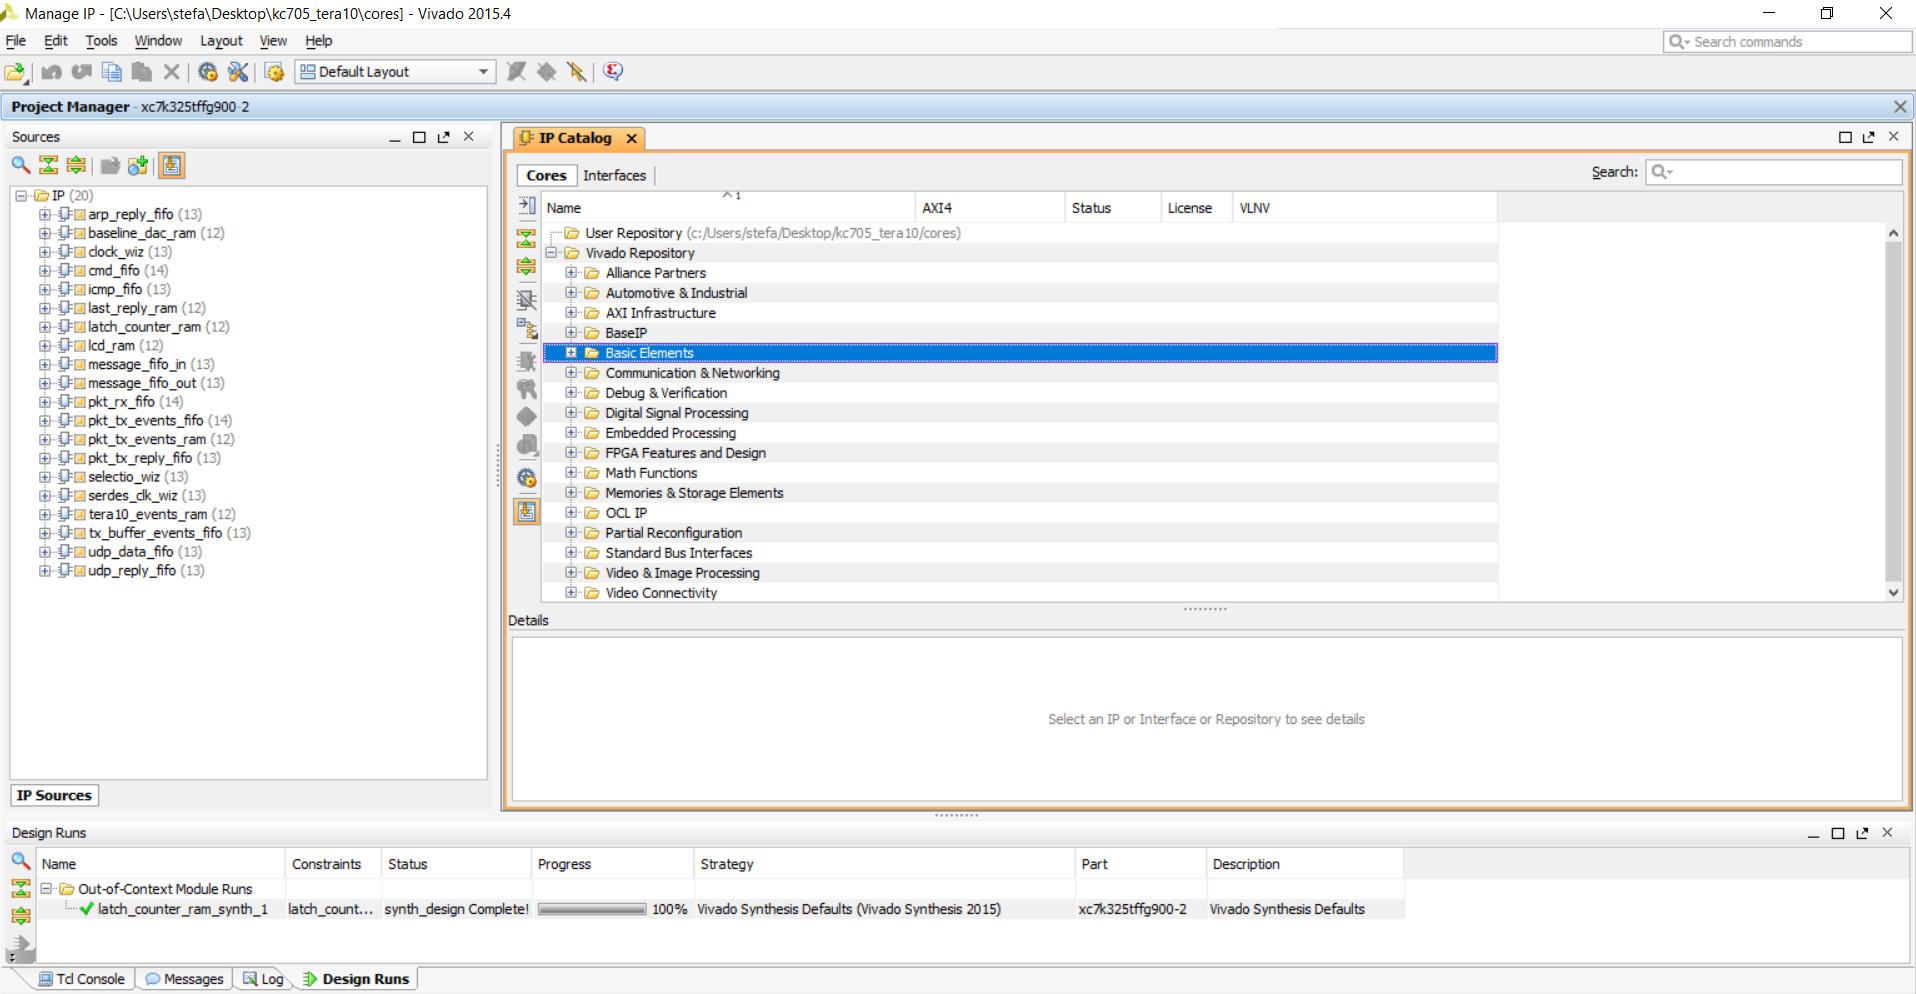 Manage IP - [C:\Users\stefa\Desktop\kc705_tera10\cores] - Vivado 2015.4
File Edit Tools Window Layout View Help
Search commands
Default Layout
Project Manager - xc7k325tffg900-2
Sources
IP (20)
arp_reply_fifo (13)
baseline_dac_ram (12)
clock_wiz (13)
cmd_fifo (14)
icmp_fifo (13)
last_reply_ram (12)
latch_counter_ram (12)
lcd_ram (12)
message_fifo_in (13)
message_fifo_out (13)
pkt_rx_fifo (14)
pkt_tx_events_fifo (14)
pkt_tx_events_ram (12)
pkt_tx_reply_fifo (13)
selectio_wiz (13)
serdes_clk_wiz (13)
tera10_events_ram (12)
tx_buffer_events_fifo (13)
udp_data_fifo (13)
udp_reply_fifo (13)
IP Sources
IP Catalog
Cores Interfaces
Search:
Name 1 AXI4 Status License VLNV
User Repository (c:/Users/stefa/Desktop/kc705_tera10/cores)
Vivado Repository
Alliance Partners
Automotive & Industrial
AXI Infrastructure
BaseIP
Basic Elements
Communication & Networking
Debug & Verification
Digital Signal Processing
Embedded Processing
FPGA Features and Design
Math Functions
Memories & Storage Elements
OCL IP
Partial Reconfiguration
Standard Bus Interfaces
Video & Image Processing
Video Connectivity
Details
Select an IP or Interface or Repository to see details
Design Runs
Name Constraints Status Progress Strategy Part Description
Out-of-Context Module Runs
latch_counter_ram_synth_1 latch_count... synth_design Complete! 100% Vivado Synthesis Defaults (Vivado Synthesis 2015) xc7k325tffg900-2 Vivado Synthesis Defaults
Tcl Console Messages Log Design Runs